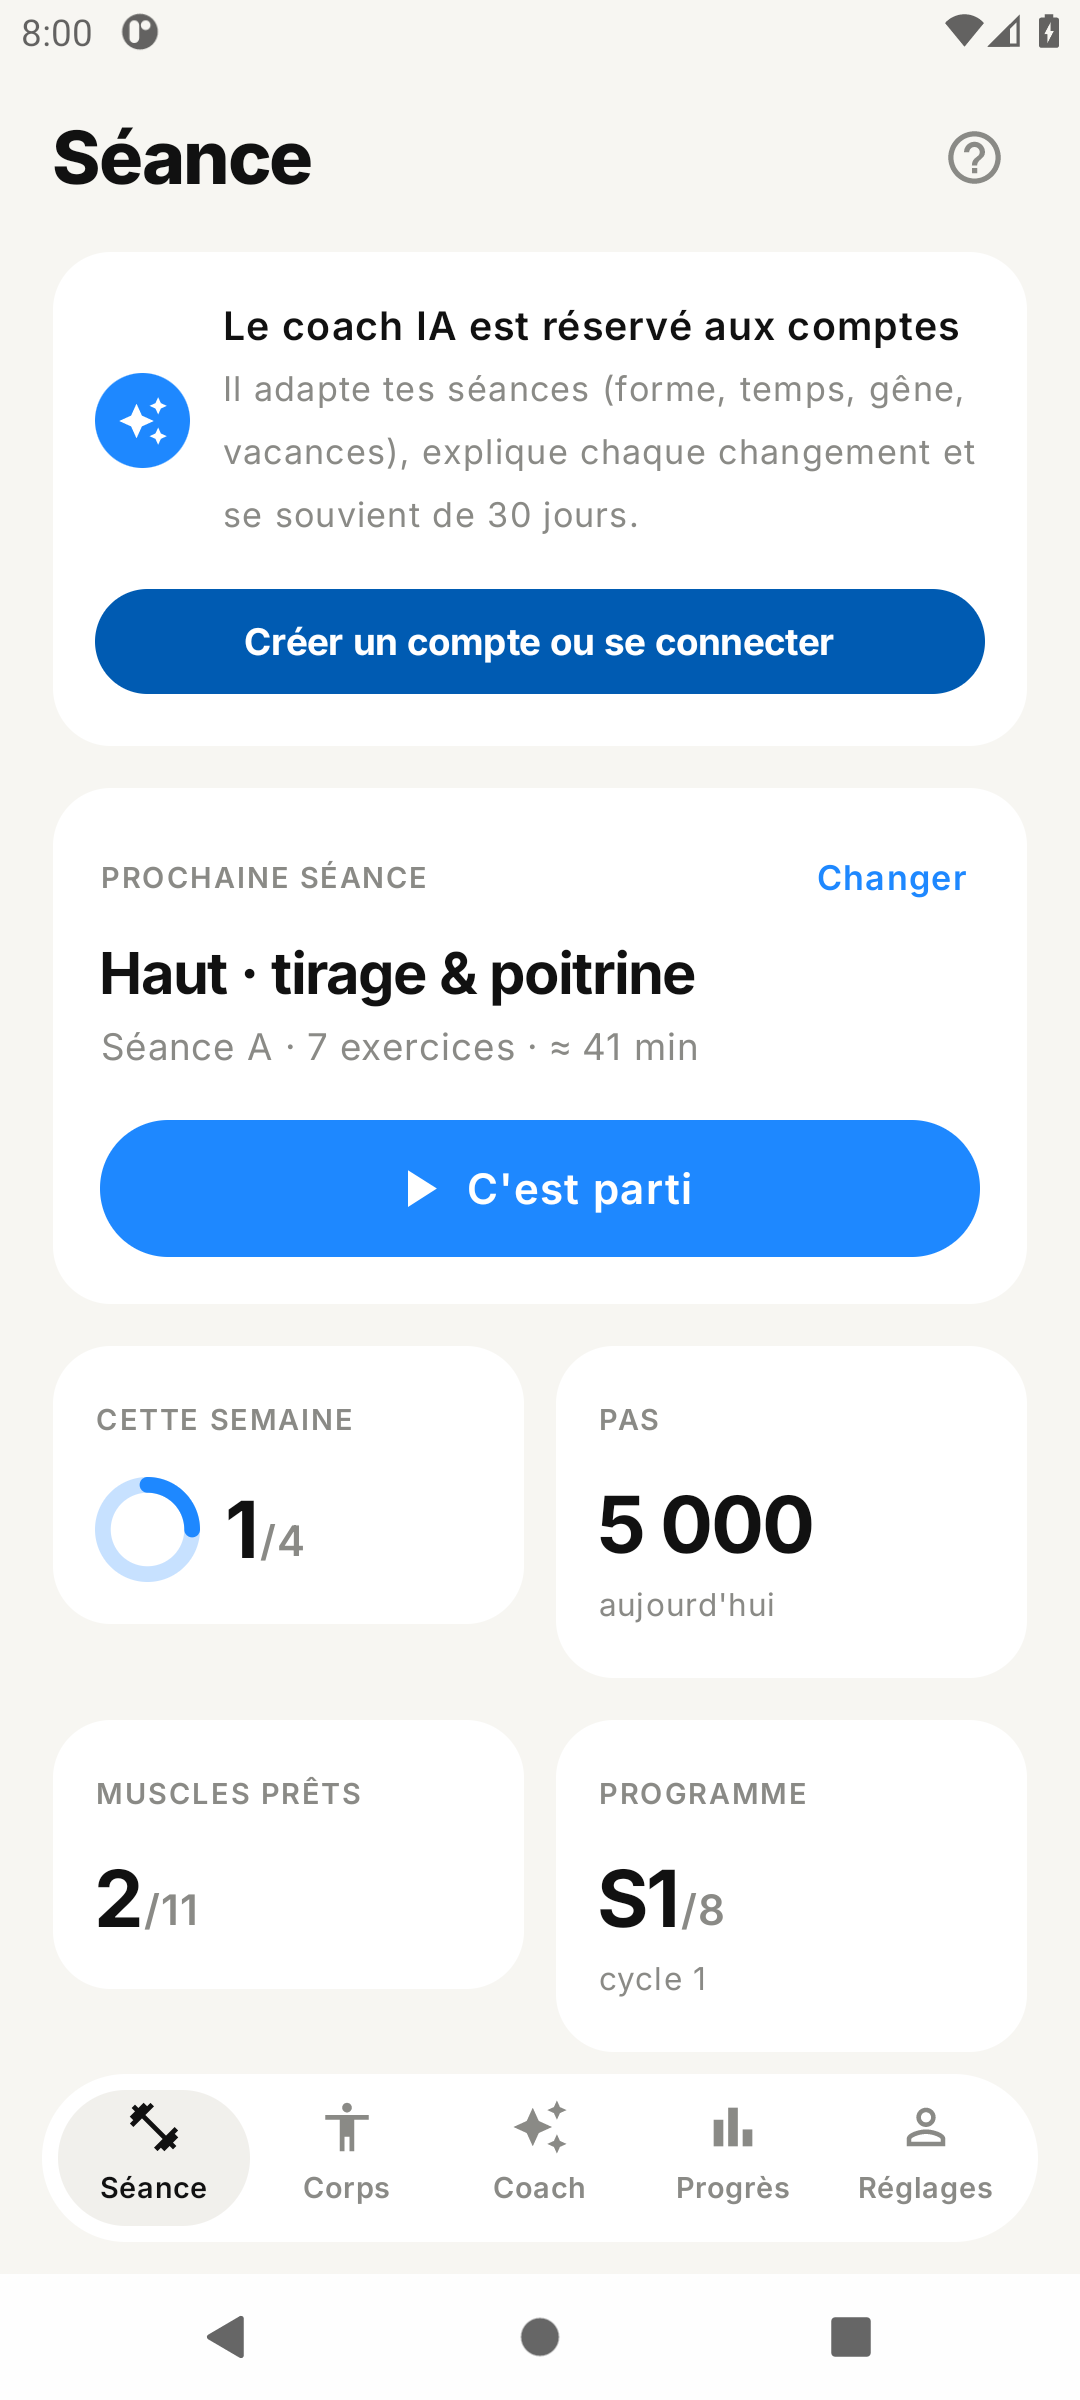 8:00
Séance
Le coach IA est réservé aux comptes
Il adapte tes séances (forme, temps, gêne,
vacances), explique chaque changement et
se souvient de 30 jours.
Créer un compte ou se connecter
PROCHAINE SÉANCE
Changer
Haut · tirage & poitrine
Séance A · 7 exercices · ≈ 41 min
C'est parti
CETTE SEMAINE
1/4
PAS
5 000
aujourd'hui
MUSCLES PRÊTS
2/11
PROGRAMME
S1/8
cycle 1
Séance
Corps
Coach
Progrès
Réglages